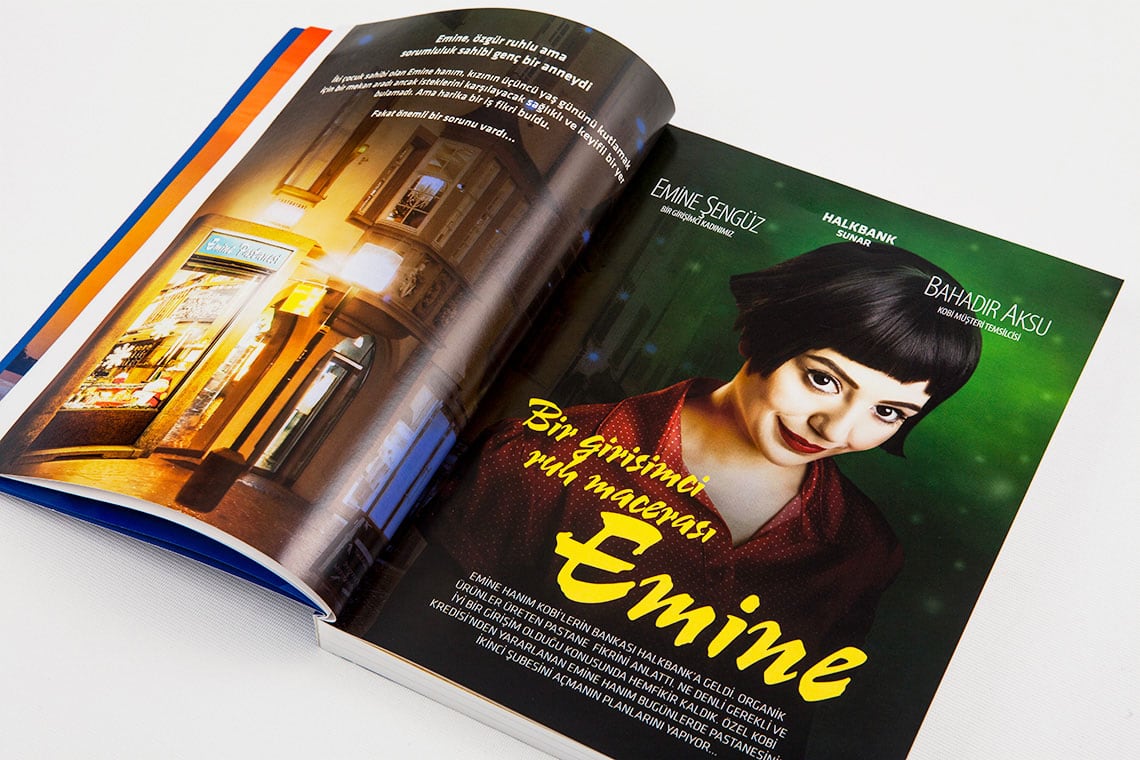 Emine, özgür ruhlu ama
sorumluluk sahibi genç bir anneydi
İki çocuk sahibi olan Emine hanım, kızının üçüncü yaş gününü kutlamak
için bir mekan aradı ancak isteklerini karşılayacak sağlıklı ve keyifli bir yer
bulamadı. Ama harika bir iş fikri buldu.
Fakat önemli bir sorunu vardı...
Emine Pastanesi
EMİNE ŞENGÜZ
BİR GİRİŞİMCİ KADINIMIZ
HALKBANK
SUNAR
BAHADIR AKSU
KOBİ MÜŞTERİ TEMSİLCİSİ
Bir girişimci
ruh macerası
Emine
EMİNE HANIM KOBİ'LERİN BANKASI HALKBANK'A GELDİ. ORGANİK
ÜRÜNLER ÜRETEN PASTANE FİKRİNİ ANLATTI. NE DENLİ GEREKLİ VE
İYİ BİR GİRİŞİM OLDUĞU KONUSUNDA HEMFİKİR KALDIK. ÖZEL KOBİ
KREDİSİ'NDEN YARARLANAN EMİNE HANIM BUGÜNLERDE PASTANESİNİ
İKİNCİ ŞUBESİNİ AÇMANIN PLANLARINI YAPIYOR...